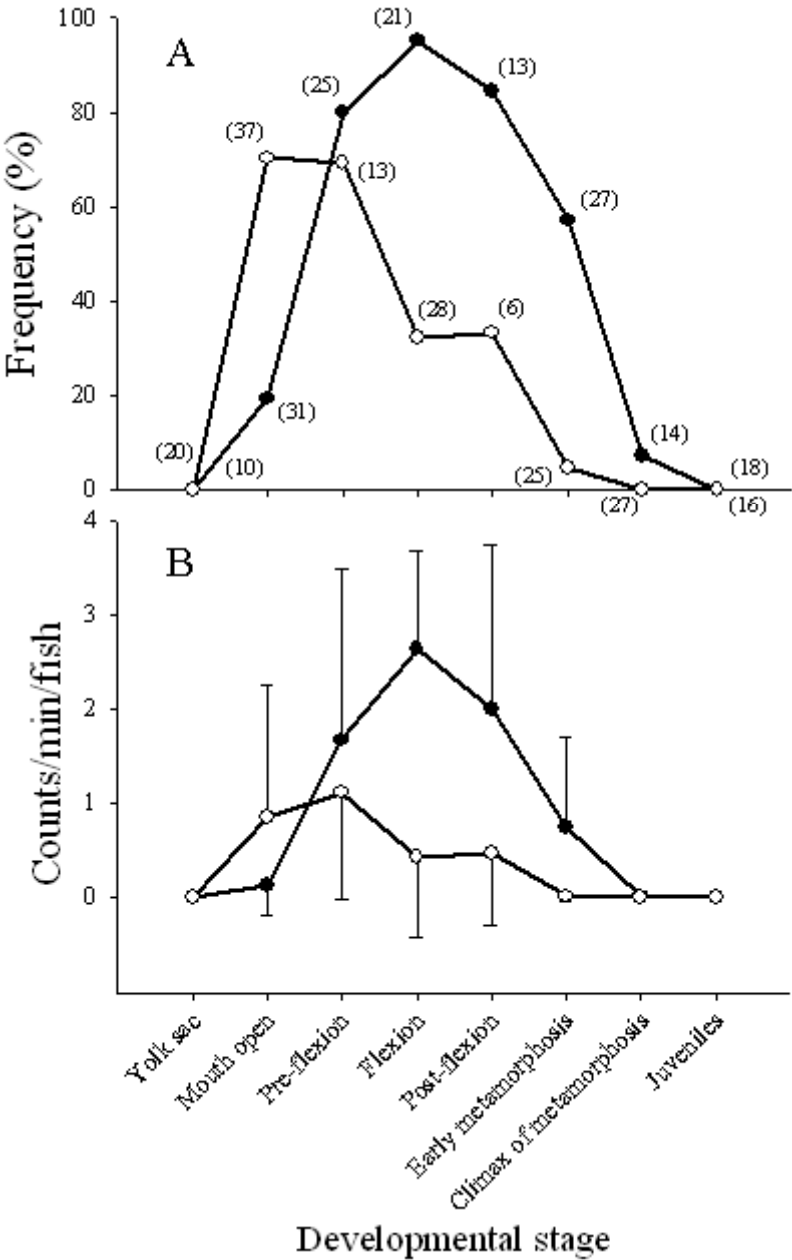 100
(21)
A
(25)
(13)
80
(37)
(13)
60
(27)
Frequency (%)
40
(28)
(6)
20
(31)
(14)
(20)
(10)
(25)
(18)
0
(27)
(16)
4
B
3
2
Counts/min/fish
1
0
Yolk sac
Mouth open
Pre-flexion
Flexion
Post-flexion
Early metamorphosis
Climax of metamorphosis
Juveniles
Developmental stage